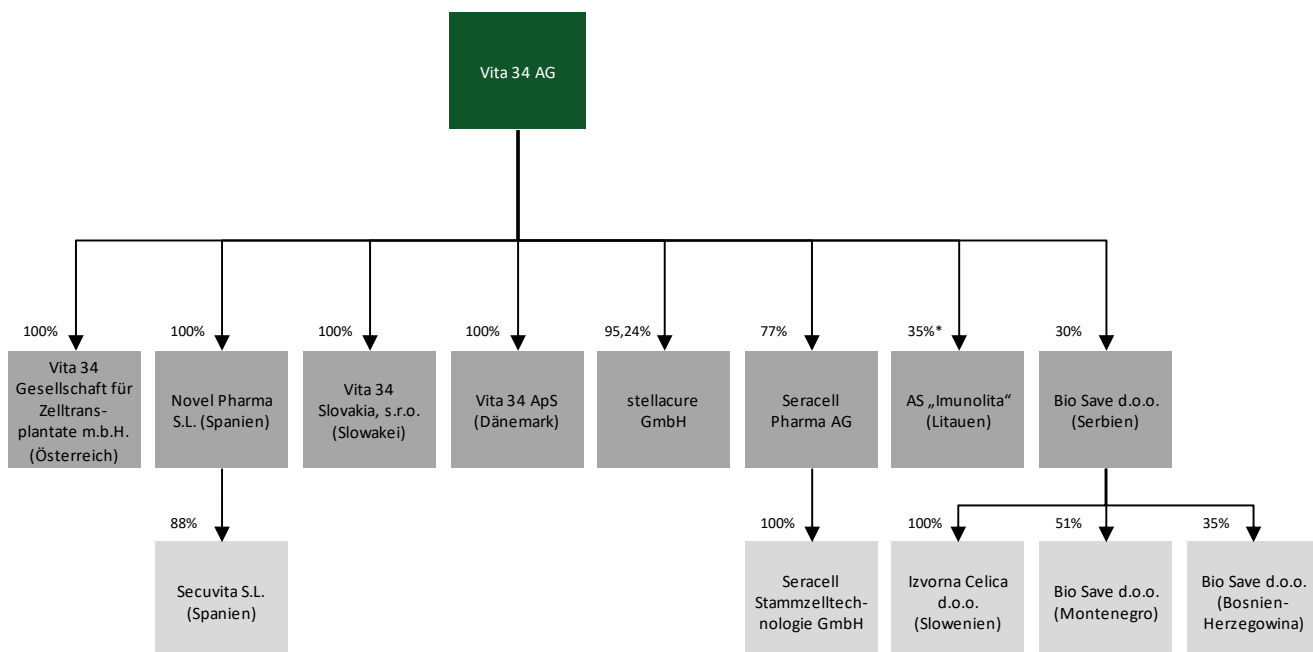 Vita 34 AG
100%
100%
100%
100%
95,24%
77%
35%*
30%
Vita 34
Gesellschaft für
Zelltrans-
plantate m.b.H.
(Österreich)
Novel Pharma
S.L. (Spanien)
Vita 34
Slovakia, s.r.o.
(Slowakei)
Vita 34 ApS
(Dänemark)
stellacure
GmbH
Seracell
Pharma AG
AS „Imunolita“
(Litauen)
Bio Save d.o.o.
(Serbien)
88%
100%
100%
51%
35%
Secuvita S.L.
(Spanien)
Seracell
Stammzelltech-
nologie GmbH
Izvorna Celica
d.o.o.
(Slowenien)
Bio Save d.o.o.
(Montenegro)
Bio Save d.o.o.
(Bosnien-
Herzegowina)